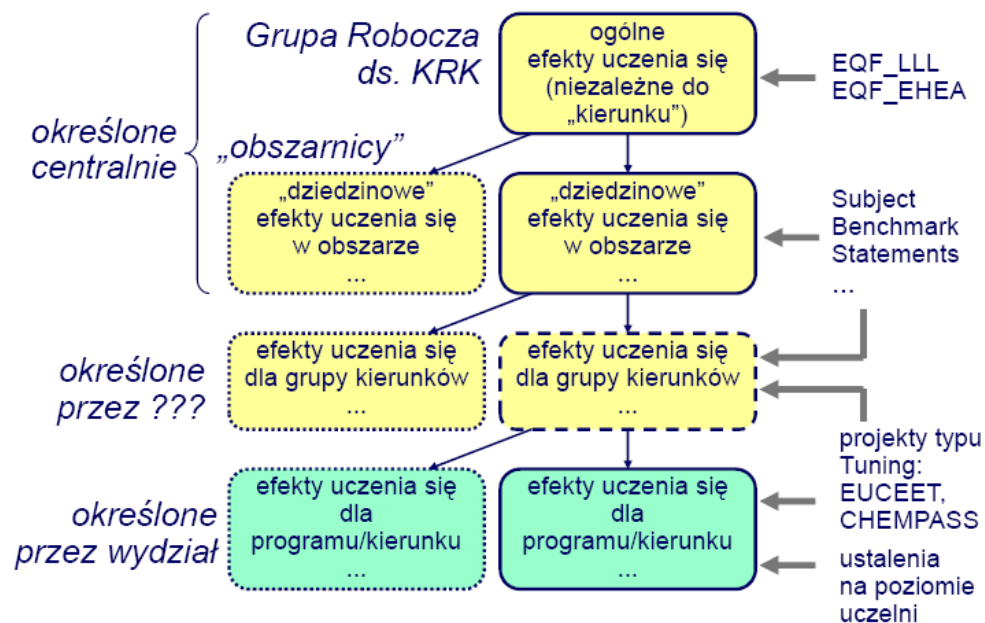 Grupa Robocza
ds. KRK
ogólne
efekty uczenia się
(niezależne do
„kierunku”)
EQF_LLL
EQF_EHEA
określone
centralnie
„obszarnicy”
„dziedzinowe”
efekty uczenia się
w obszarze
...
„dziedzinowe”
efekty uczenia się
w obszarze
...
Subject
Benchmark
Statements
...
określone
przez ???
efekty uczenia się
dla grupy kierunków
...
efekty uczenia się
dla grupy kierunków
...
projekty typu
Tuning:
EUCEET,
CHEMPASS
określone
przez wydział
efekty uczenia się
dla
programu/kierunku
...
efekty uczenia się
dla
programu/kierunku
...
ustalenia
na poziomie
uczelni